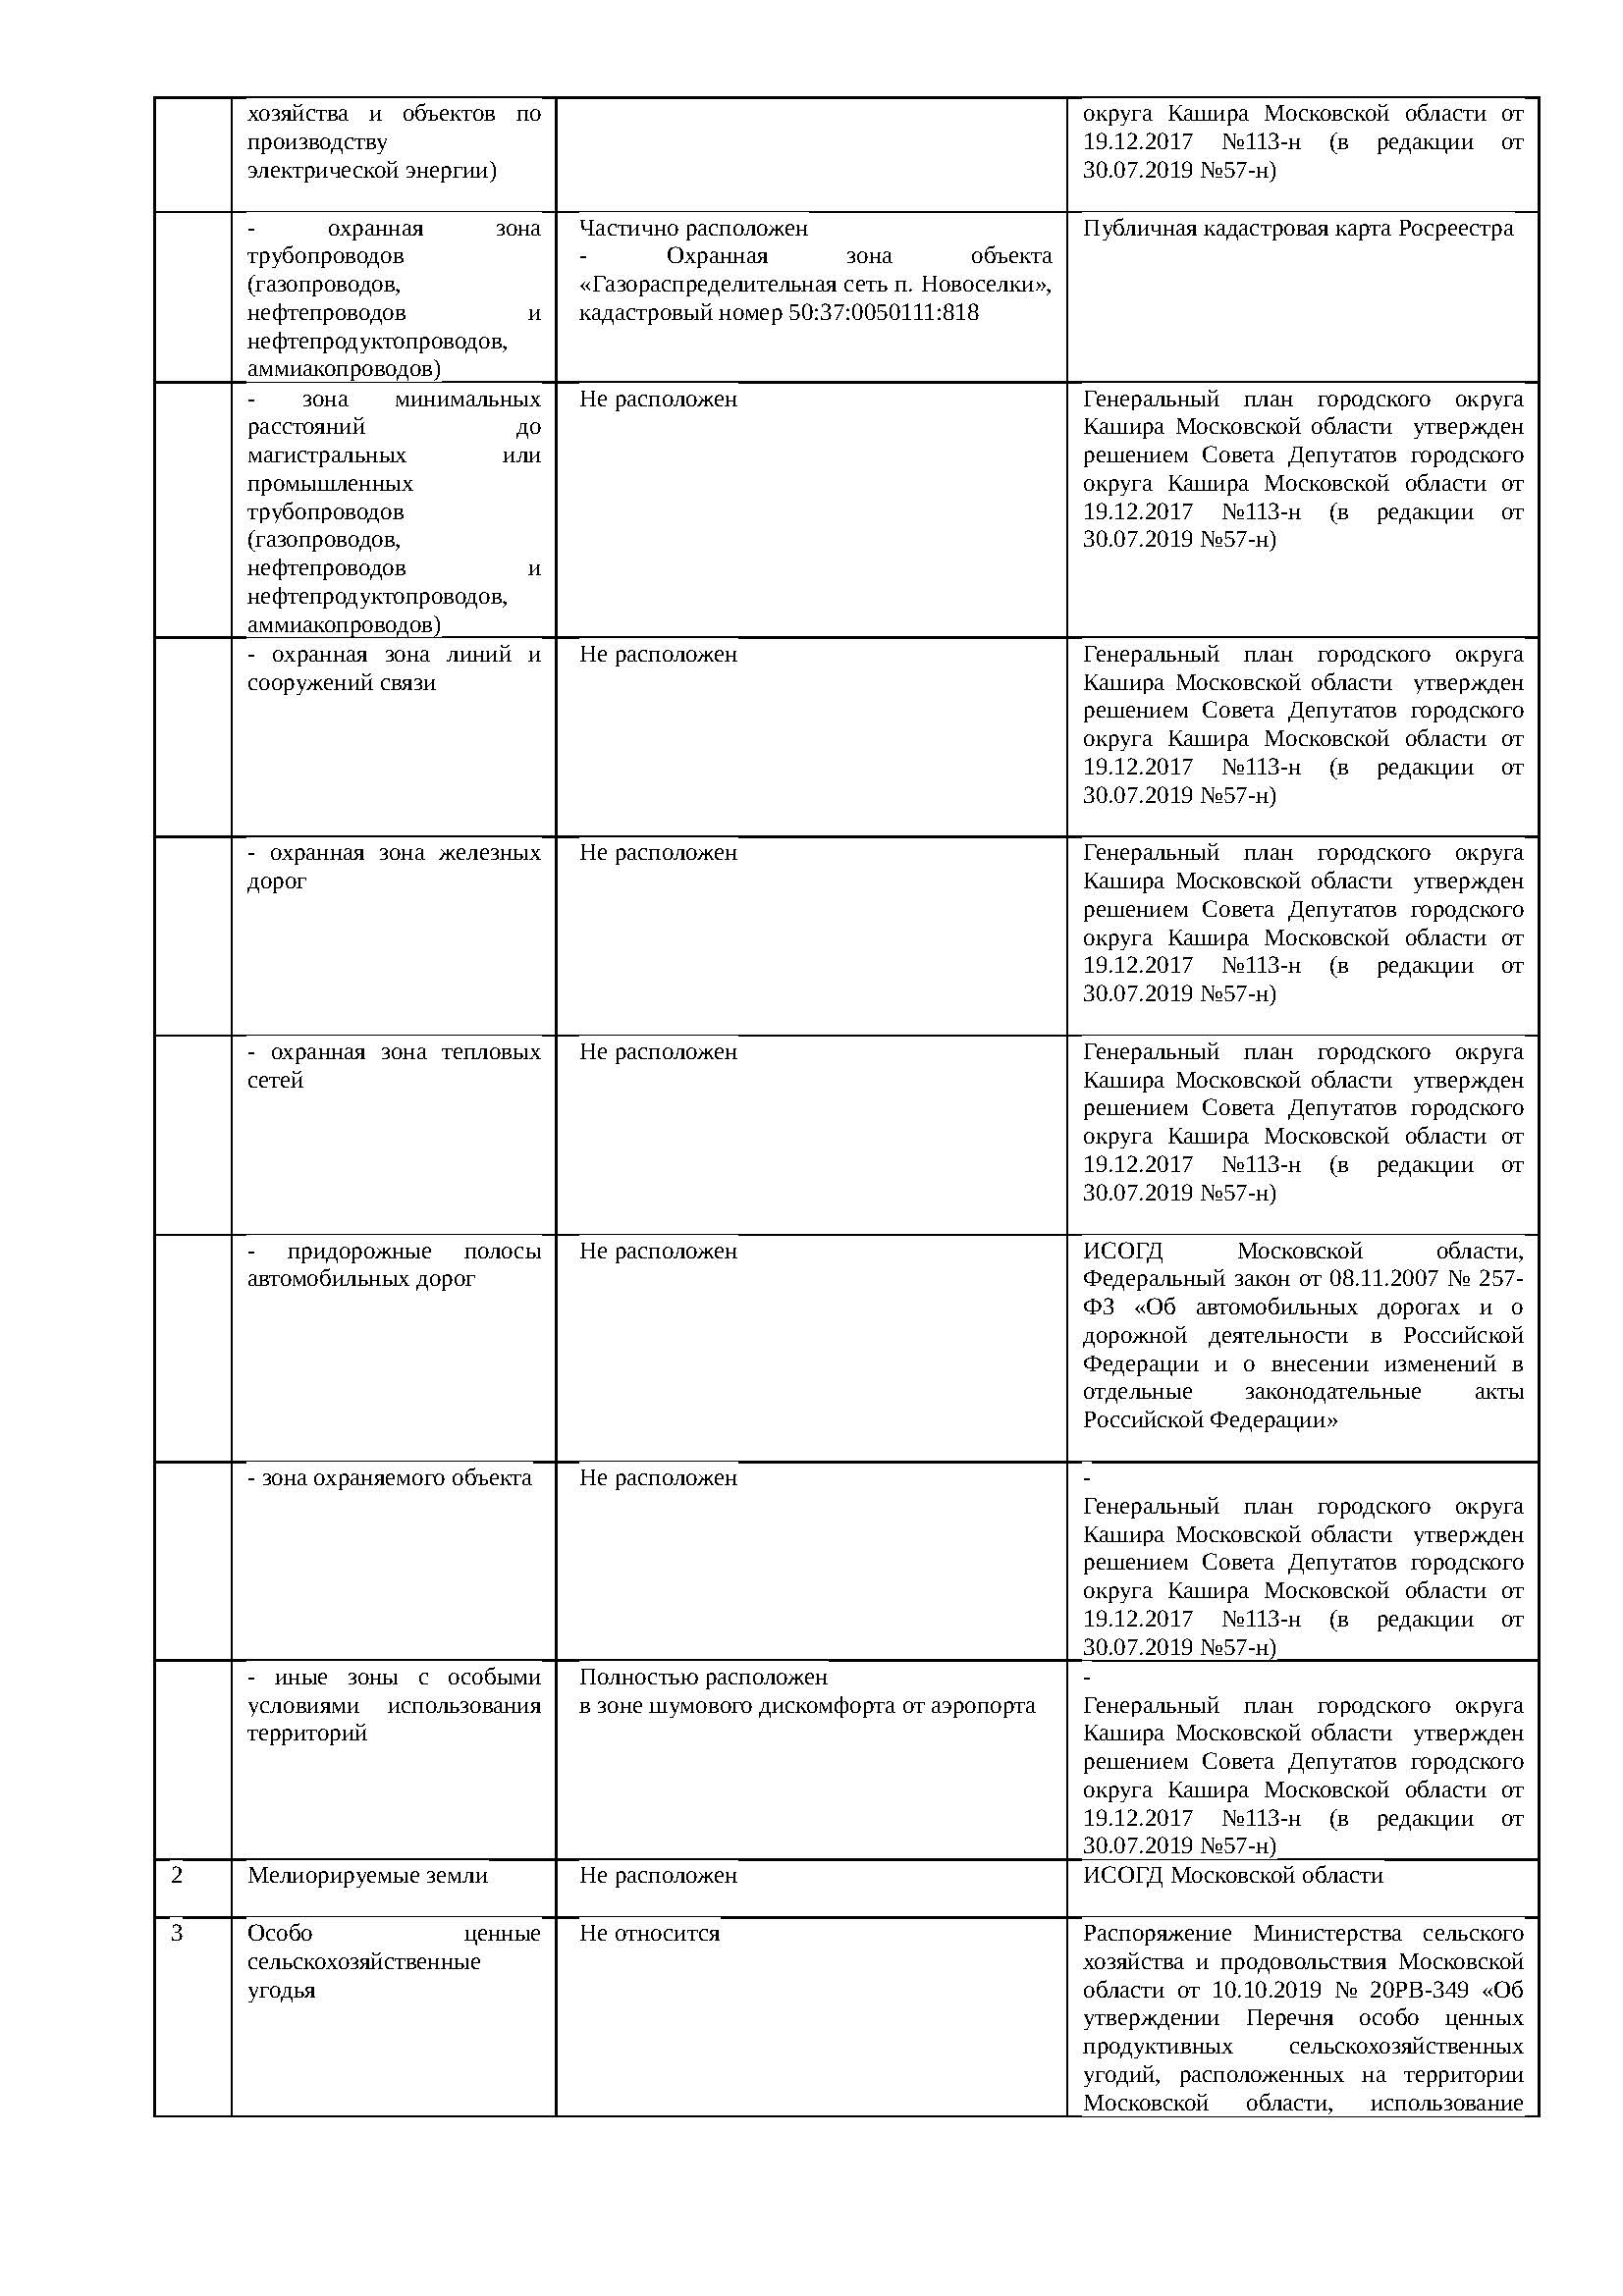 хозяйства и объектов по
производству
электрической энергии)
округа Кашира Московской области от
19.12.2017 №113-н (в редакции от
30.07.2019 №57-н)
- охранная зона
трубопроводов
(газопроводов,
нефтепроводов и
нефтепродуктопроводов,
аммиакопроводов)
Частично расположен
- Охранная зона объекта
«Газораспределительная сеть п. Новоселки»,
кадастровый номер 50:37:0050111:818
Публичная кадастровая карта Росреестра
- зона минимальных
расстояний до
магистральных или
промышленных
трубопроводов
(газопроводов,
нефтепроводов и
нефтепродуктопроводов,
аммиакопроводов)
Не расположен
Генеральный план городского округа
Кашира Московской области утвержден
решением Совета Депутатов городского
округа Кашира Московской области от
19.12.2017 №113-н (в редакции от
30.07.2019 №57-н)
- охранная зона линий и
сооружений связи
Не расположен
Генеральный план городского округа
Кашира Московской области утвержден
решением Совета Депутатов городского
округа Кашира Московской области от
19.12.2017 №113-н (в редакции от
30.07.2019 №57-н)
- охранная зона железных
дорог
Не расположен
Генеральный план городского округа
Кашира Московской области утвержден
решением Совета Депутатов городского
округа Кашира Московской области от
19.12.2017 №113-н (в редакции от
30.07.2019 №57-н)
- охранная зона тепловых
сетей
Не расположен
Генеральный план городского округа
Кашира Московской области утвержден
решением Совета Депутатов городского
округа Кашира Московской области от
19.12.2017 №113-н (в редакции от
30.07.2019 №57-н)
- придорожные полосы
автомобильных дорог
Не расположен
ИСОГД Московской области,
Федеральный закон от 08.11.2007 № 257-
ФЗ «Об автомобильных дорогах и о
дорожной деятельности в Российской
Федерации и о внесении изменений в
отдельные законодательные акты
Российской Федерации»
- зона охраняемого объекта
Не расположен
-
Генеральный план городского округа
Кашира Московской области утвержден
решением Совета Депутатов городского
округа Кашира Московской области от
19.12.2017 №113-н (в редакции от
30.07.2019 №57-н)
- иные зоны с особыми
условиями использования
территорий
Полностью расположен
в зоне шумового дискомфорта от аэропорта
-
Генеральный план городского округа
Кашира Московской области утвержден
решением Совета Депутатов городского
округа Кашира Московской области от
19.12.2017 №113-н (в редакции от
30.07.2019 №57-н)
2
Мелиорируемые земли
Не расположен
ИСОГД Московской области
3
Особо ценные
сельскохозяйственные
угодья
Не относится
Распоряжение Министерства сельского
хозяйства и продовольствия Московской
области от 10.10.2019 № 20РВ-349 «Об
утверждении Перечня особо ценных
продуктивных сельскохозяйственных
угодий, расположенных на территории
Московской области, использование